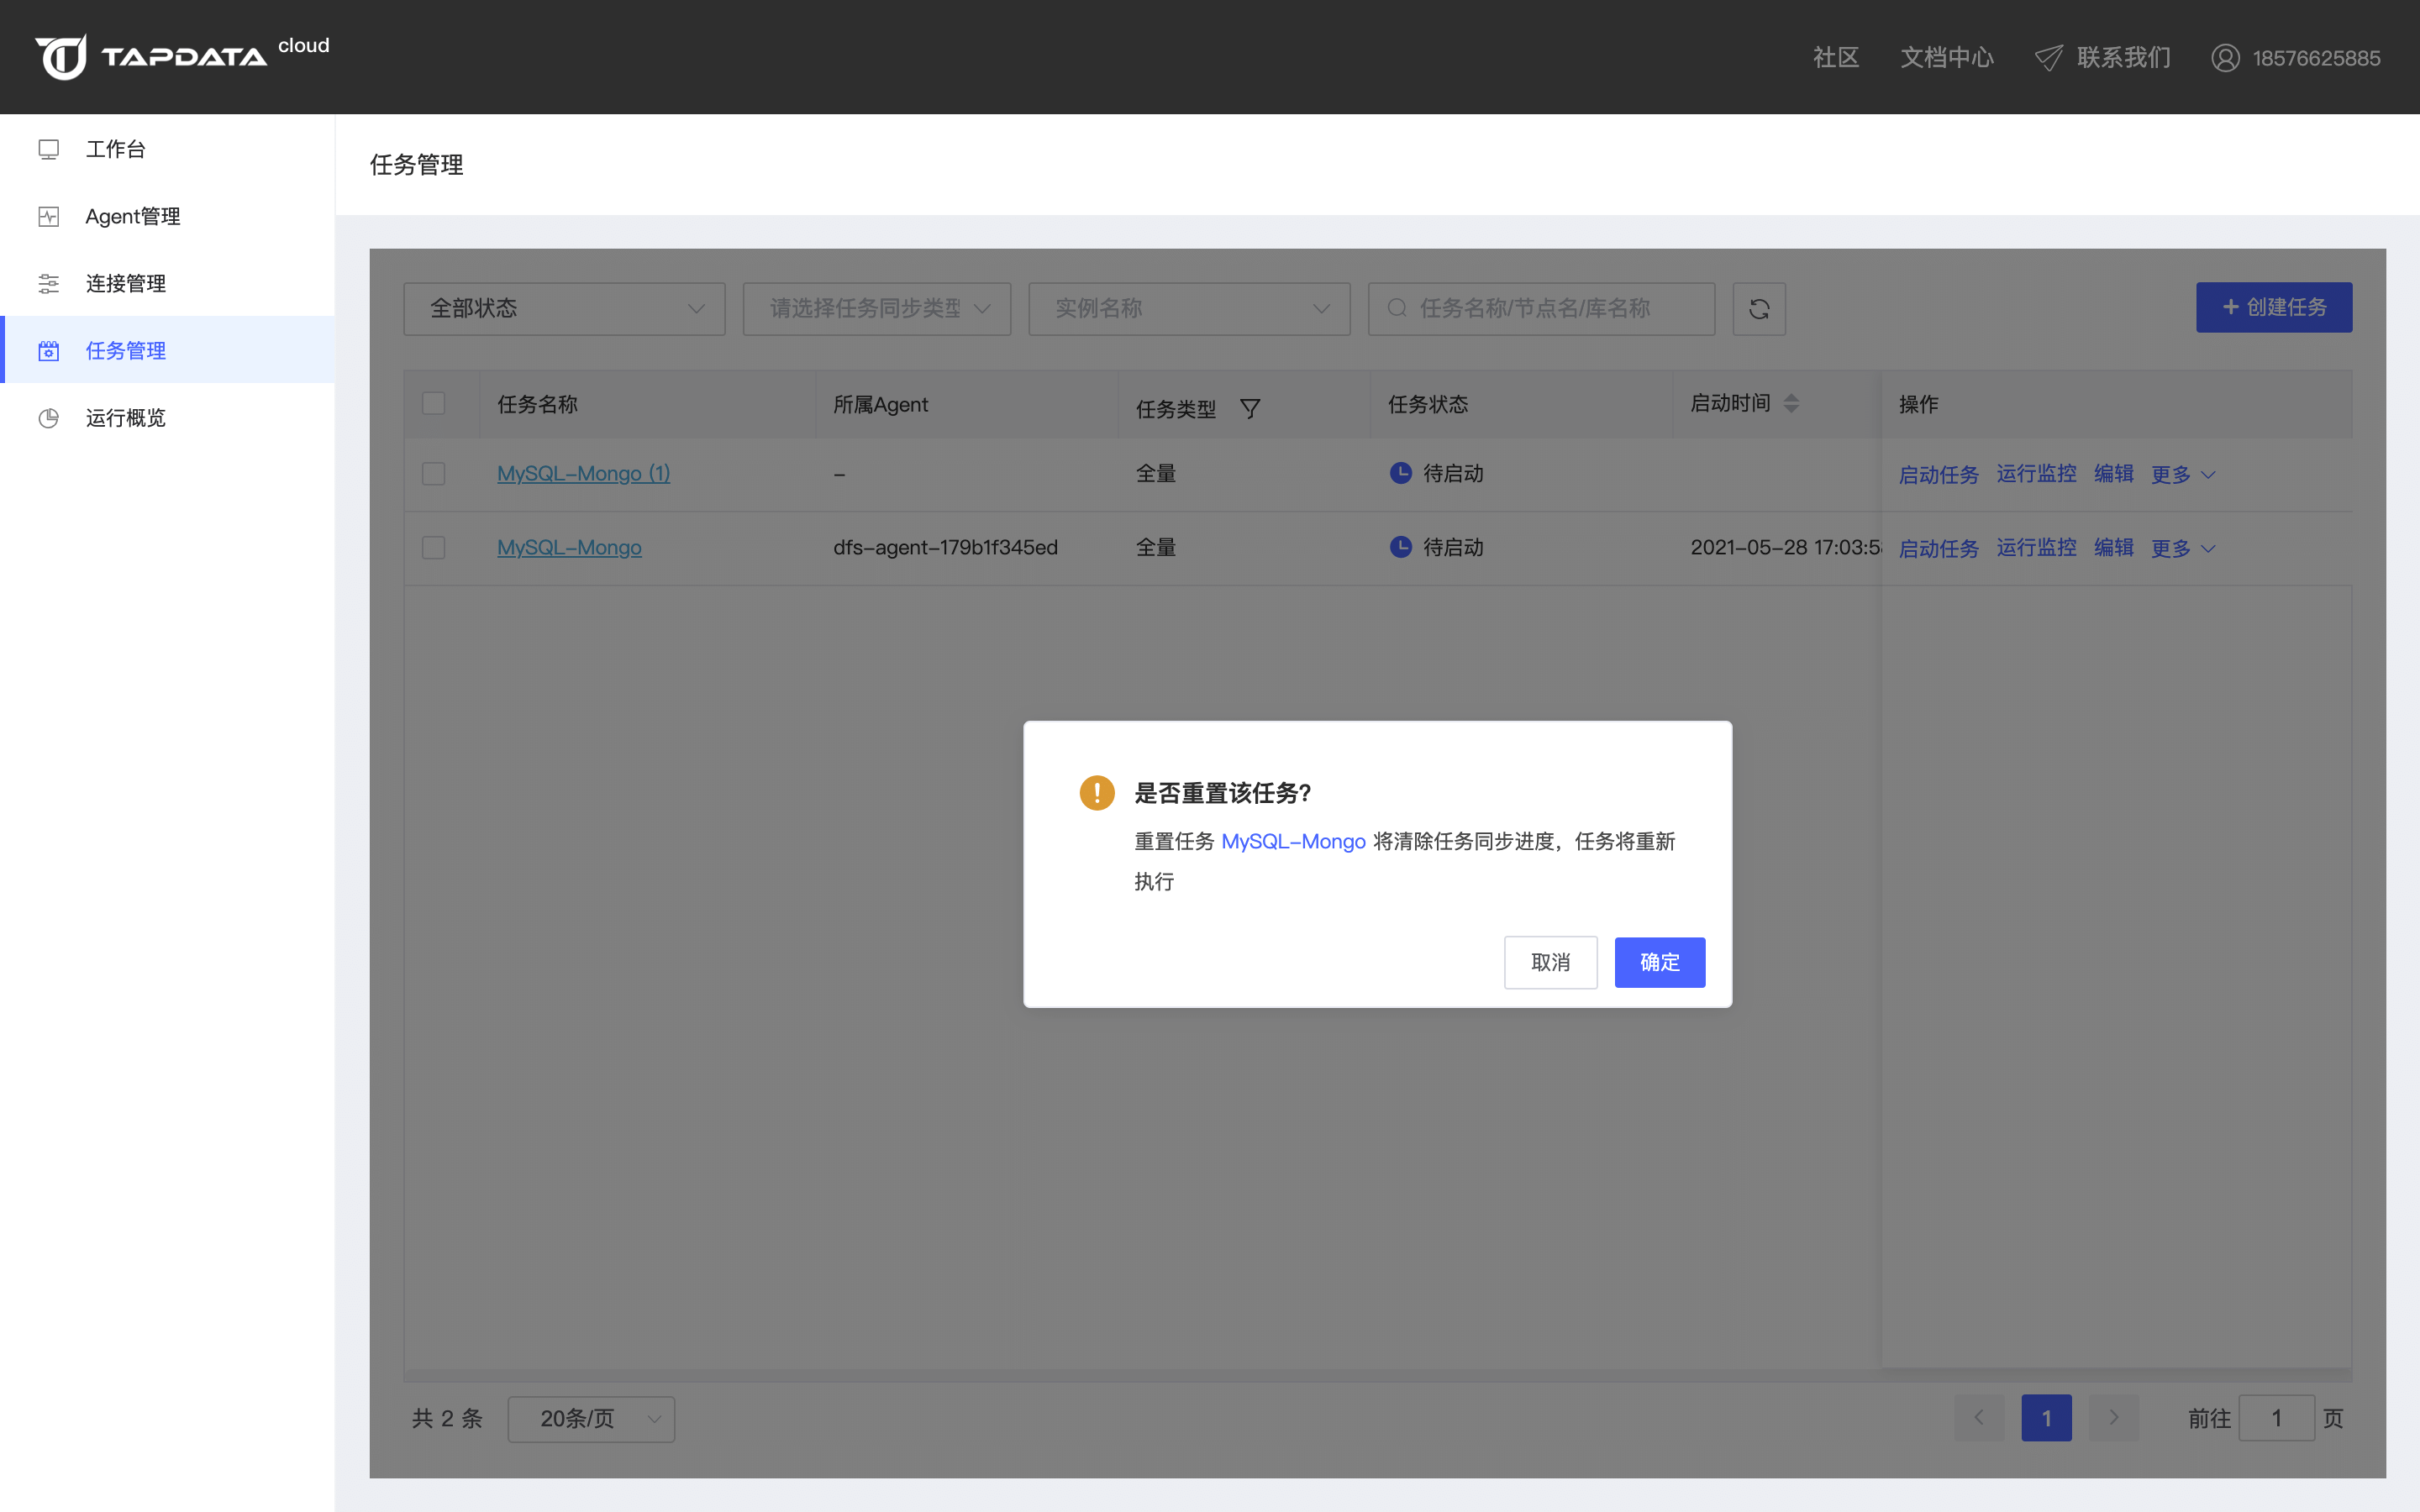 TAPDATA cloud
社区 文档中心 联系我们 18576625885
工作台
Agent管理
连接管理
任务管理
运行概览
任务管理
全部状态 请选择任务同步类型 实例名称 任务名称/节点名/库名称 + 创建任务
任务名称 所属Agent 任务类型 任务状态 启动时间 操作
MySQL-Mongo (1) - 全量 待启动 启动任务 运行监控 编辑 更多
MySQL-Mongo dfs-agent-179b1f345ed 全量 待启动 2021-05-28 17:03:58 启动任务 运行监控 编辑 更多
是否重置该任务?
重置任务 MySQL-Mongo 将清除任务同步进度，任务将重新
执行
取消 确定
共 2 条 20条/页 1 前往 1 页